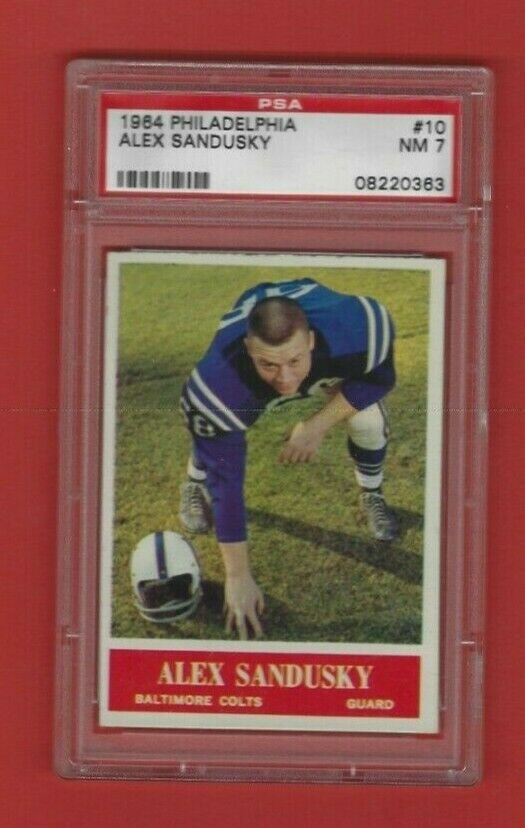 PSA
1964 PHILADELPHIA #10
ALEX SANDUSKY NM 7
08220363
ALEX SANDUSKY
BALTIMORE COLTS GUARD